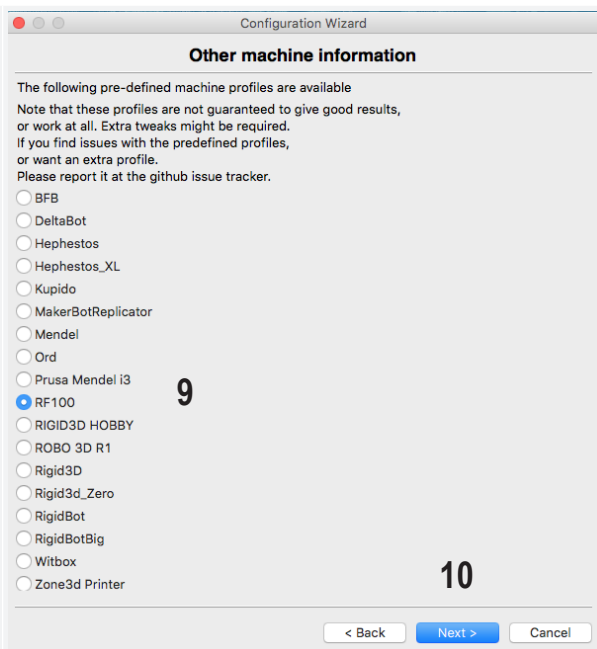 Configuration Wizard
Other machine information
The following pre-defined machine profiles are available
Note that these profiles are not guaranteed to give good results,
or work at all. Extra tweaks might be required.
If you find issues with the predefined profiles,
or want an extra profile.
Please report it at the github issue tracker.
BFB
DeltaBot
Hephestos
Hephestos_XL
Kupido
MakerBotReplicator
Mendel
Ord
Prusa Mendel i3
9
RF100
RIGID3D HOBBY
ROBO 3D R1
Rigid3D
Rigid3d_Zero
RigidBot
RigidBotBig
Witbox
10
Zone3d Printer
< Back Next > Cancel